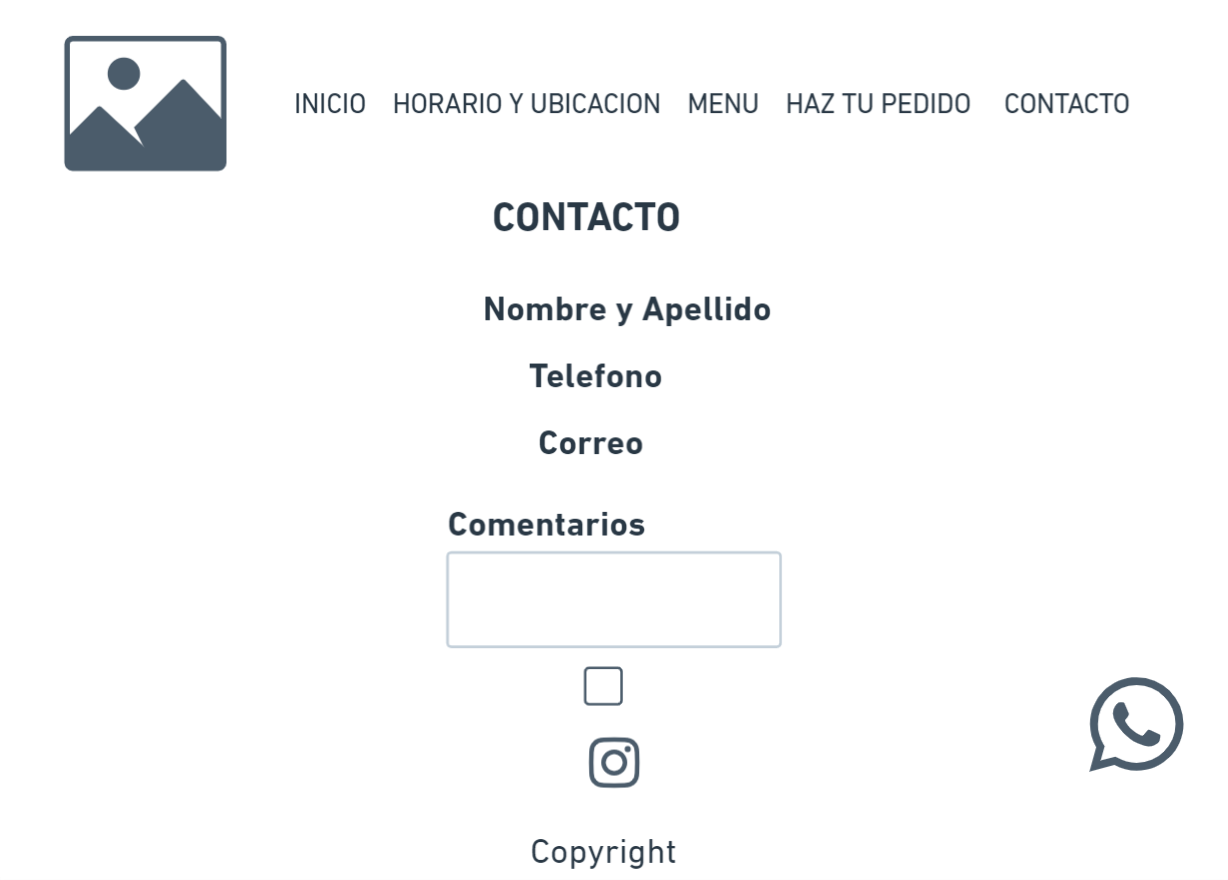 INICIO HORARIO Y UBICACION MENU HAZ TU PEDIDO CONTACTO
CONTACTO
Nombre y Apellido
Telefono
Correo
Comentarios
Copyright